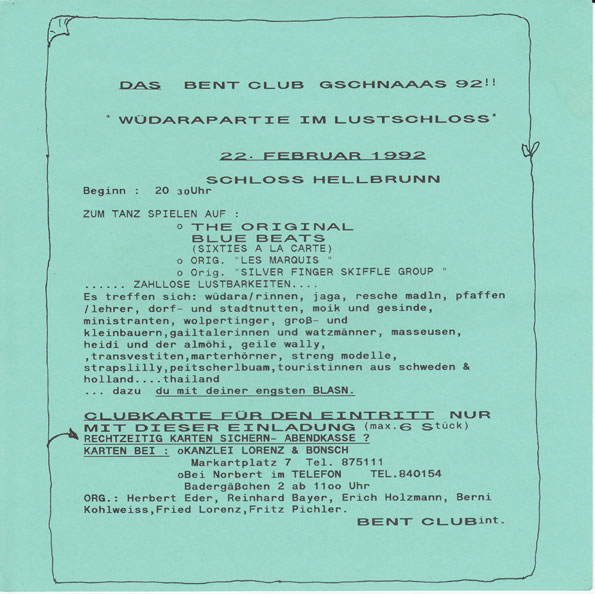 DAS BENT CLUB GSCHNAAAS 92!!
"WÜDARAPARTIE IM LUSTSCHLOSS"
22. FEBRUAR 1992
SCHLOSS HELLBRUNN
Beginn : 20 30Uhr
ZUM TANZ SPIELEN AUF :
o THE ORIGINAL
BLUE BEATS
(SIXTIES A LA CARTE)
o ORIG. "LES MARQUIS "
o Orig. "SILVER FINGER SKIFFLE GROUP "
...... ZAHLLOSE LUSTBARKEITEN....
Es treffen sich: wüdara/rinnen, jaga, resche madln, pfaffen
/lehrer, dorf- und stadtnutten, moik und gesinde,
ministranten, wolpertinger, groß- und
kleinbauern,gailtalerinnen und watzmänner, masseusen,
heidi und der almöhi, geile wally,
,transvestiten,marterhörner, streng modelle,
strapslilly,peitscherlbuam,touristinnen aus schweden &
holland....thailand
... dazu du mit deiner engsten BLASN.
CLUBKARTE FÜR DEN EINTRITT NUR
MIT DIESER EINLADUNG (max.6 Stück)
RECHTZEITIG KARTEN SICHERN- ABENDKASSE ?
KARTEN BEI : oKANZLEI LORENZ & BÖNSCH
Markartplatz 7 Tel. 875111
oBei Norbert im TELEFON TEL.840154
Badergäßchen 2 ab 11oo Uhr
ORG.: Herbert Eder, Reinhard Bayer, Erich Holzmann, Berni
Kohlweiss,Fried Lorenz,Fritz Pichler.
BENT CLUBint.